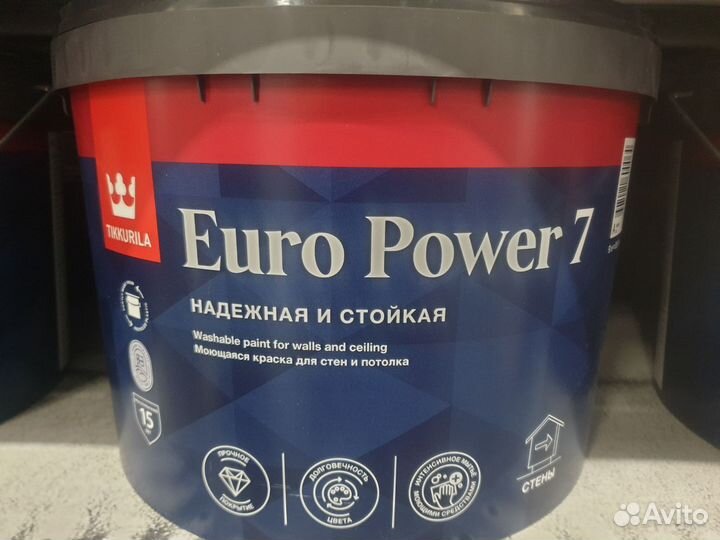 TIKKURILA
Euro Power 7
НАДЕЖНАЯ И СТОЙКАЯ
Washable paint for walls and ceiling
Моющаяся краска для стен и потолка
15
ЛЕТ
ПРОЧНОЕ
ПОКРЫТИЕ
ДОЛГОВЕЧНОСТЬ
ЦВЕТА
ИНТЕНСИВНОЕ МЫТЬЕ
МОЮЩИМИ СРЕДСТВАМИ
СТЕНЫ
Avito